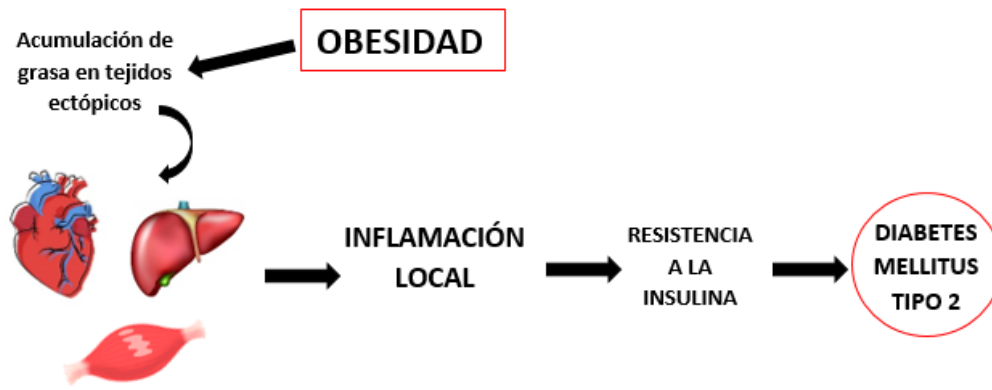 OBESIDAD
Acumulación de
grasa en tejidos
ectópicos
INFLAMACIÓN
LOCAL
RESISTENCIA
A LA
INSULINA
DIABETES
MELLITUS
TIPO 2